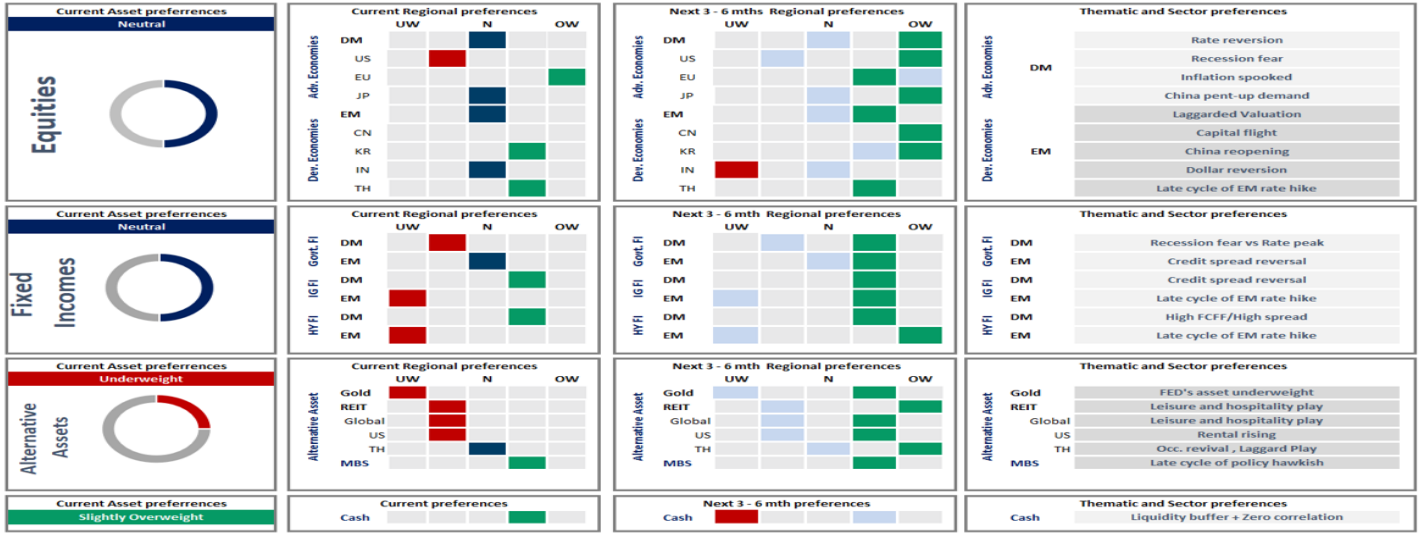 Current Asset preferrences
Neutral
Equities
Current Regional preferences
UW N OW
Adv. Economies
Dev. Economies
DM
US
EU
JP
EM
CN
KR
IN
TH
Next 3 - 6 mths Regional preferences
UW N OW
Adv. Economies
Dev. Economies
DM
US
EU
JP
EM
CN
KR
IN
TH
Thematic and Sector preferences
Adv. Economies
Dev. Economies
DM
Rate reversion
Recession fear
Inflation spooked
China pent-up demand
EM
Laggarded Valuation
Capital flight
China reopening
Dollar reversion
Late cycle of EM rate hike
Current Asset preferrences
Neutral
Fixed
Incomes
Current Regional preferences
UW N OW
Gort. FI
IG FI
HY FI
DM
EM
DM
EM
DM
EM
Next 3 - 6 mth Regional preferences
UW N OW
Gort. FI
IG FI
HY FI
DM
EM
DM
EM
DM
EM
Thematic and Sector preferences
Gort. FI
IG FI
HY FI
DM Recession fear vs Rate peak
EM Credit spread reversal
DM Credit spread reversal
EM Late cycle of EM rate hike
DM High FCFF/High spread
EM Late cycle of EM rate hike
Current Asset preferrences
Underweight
Alternative
Assets
Current Regional preferences
UW N OW
Alternative Asset
Gold
REIT
Global
US
TH
MBS
Next 3 - 6 mth Regional preferences
UW N OW
Alternative Asset
Gold
REIT
Global
US
TH
MBS
Thematic and Sector preferences
Alternative Asset
Gold FED's asset underweight
REIT Leisure and hospitality play
Global Leisure and hospitality play
US Rental rising
TH Occ. revival , Laggard Play
MBS Late cycle of policy hawkish
Current Asset preferrences
Slightly Overweight
Current preferences
Cash
Next 3 - 6 mth preferences
Cash
Thematic and Sector preferences
Cash Liquidity buffer + Zero correlation